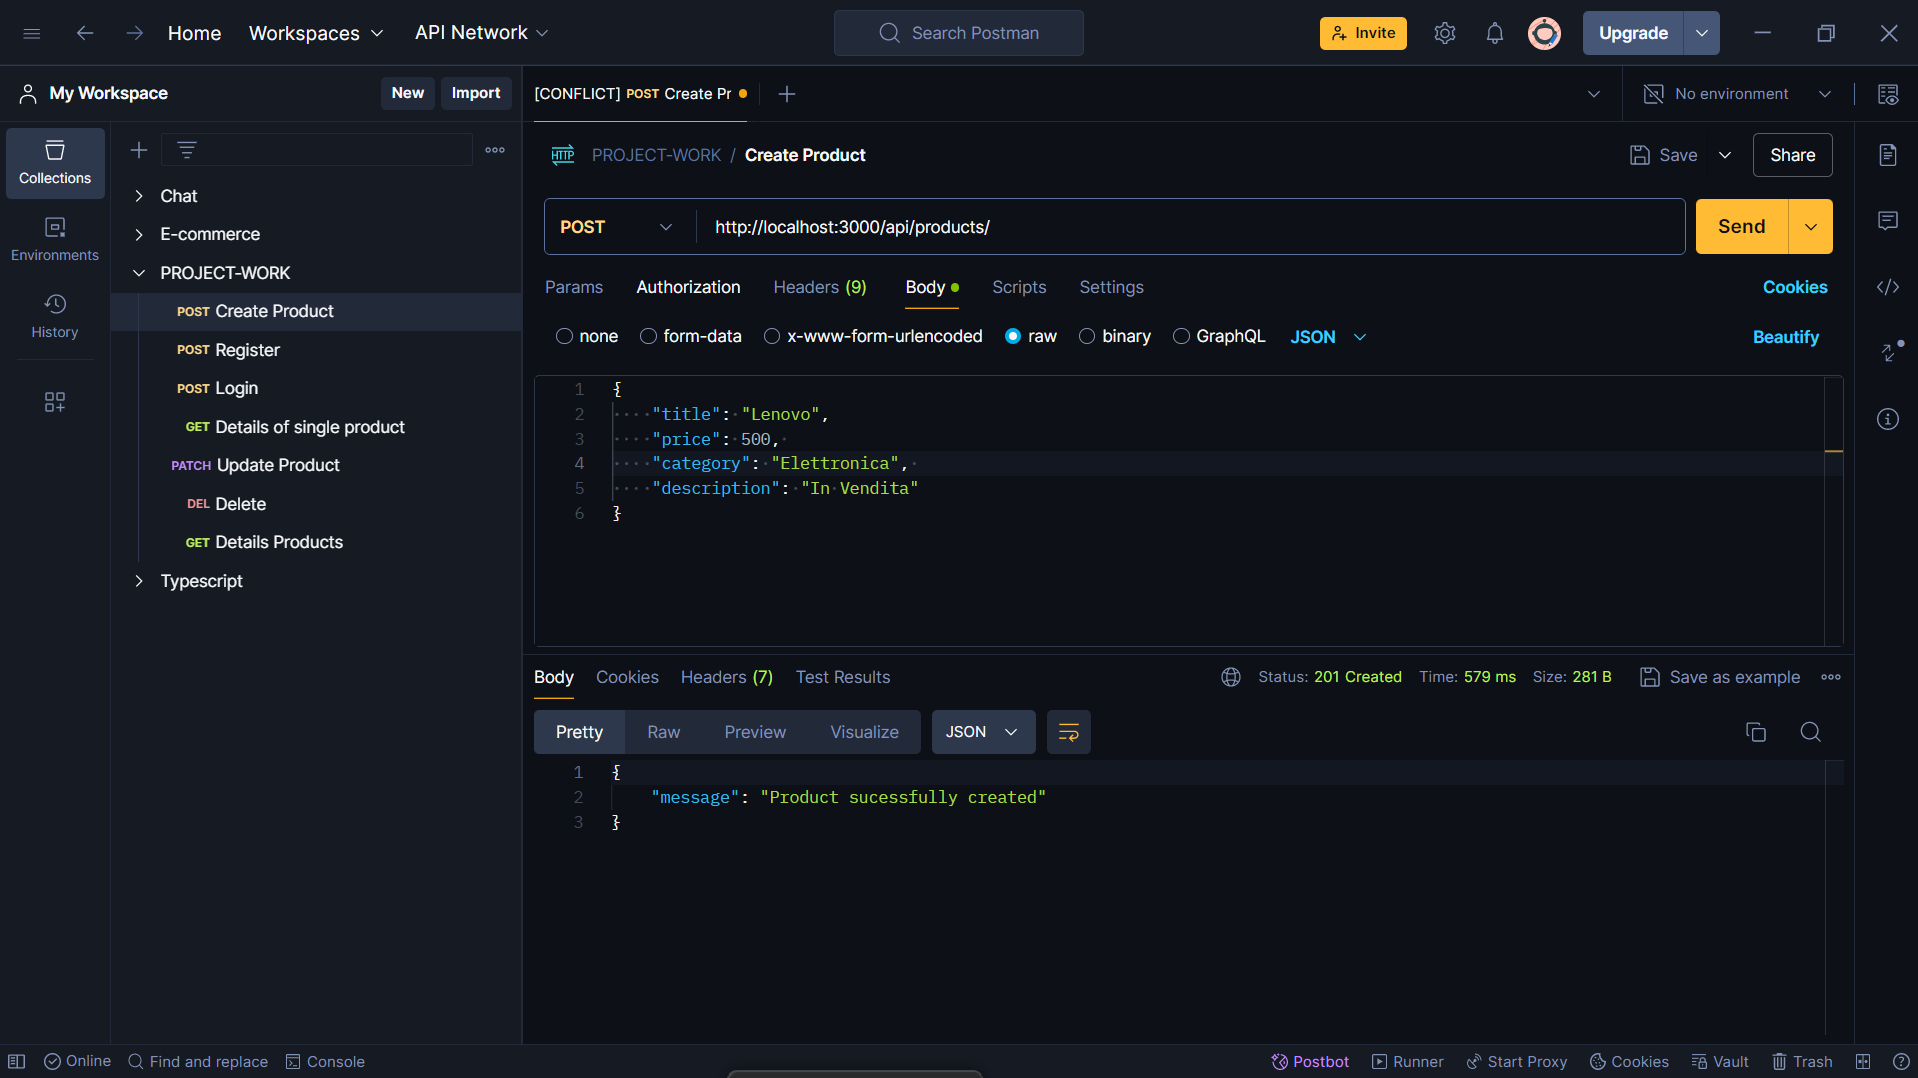 Home Workspaces API Network Search Postman Invite Upgrade
My Workspace New Import [CONFLICT] POST Create Pr No environment
Collections
Environments
History
Chat
E-commerce
PROJECT-WORK
POST Create Product
POST Register
POST Login
GET Details of single product
PATCH Update Product
DEL Delete
GET Details Products
Typescript
HTTP PROJECT-WORK / Create Product Save Share
POST http://localhost:3000/api/products/ Send
Params Authorization Headers (9) Body Scripts Settings Cookies
none form-data x-www-form-urlencoded raw binary GraphQL JSON Beautify
1 {
2 ····"title":·"Lenovo",
3 ····"price":·500,·
4 ····"category":·"Elettronica",·
5 ····"description":·"In·Vendita"
6 }
Body Cookies Headers (7) Test Results Status: 201 Created Time: 579 ms Size: 281 B Save as example
Pretty Raw Preview Visualize JSON
1 {
2 "message": "Product sucessfully created"
3 }
Online Find and replace Console Postbot Runner Start Proxy Cookies Vault Trash